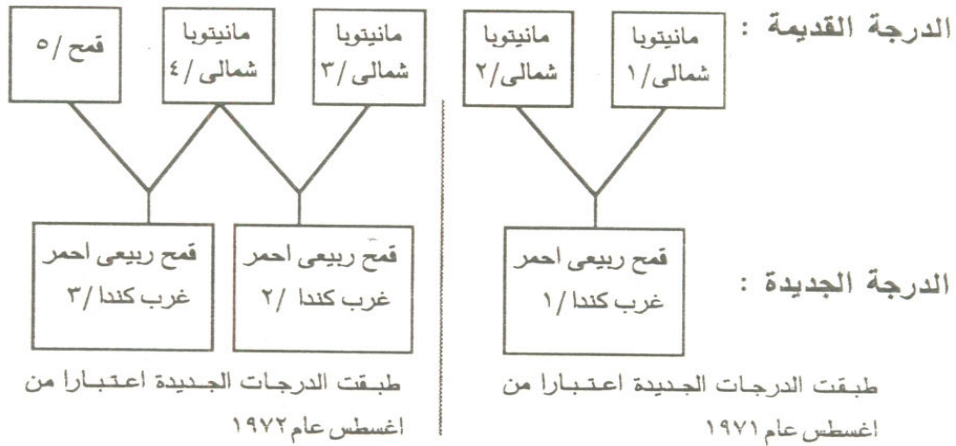 الدرجة القديمة :
مانيتوبا
شمالى /١
مانيتوبا
شمالى /٢
مانيتوبا
شمالى /٣
مانيتوبا
شمالى /٤
قمح /٥
الدرجة الجديدة :
قمح ربيعى احمر
غرب كندا /١
قمح ربيعى احمر
غرب كندا /٢
قمح ربيعى احمر
غرب كندا /٣
طبقت الدرجات الجديدة اعتبارا من
اغسطس عام ١٩٧١
طبقت الدرجات الجديدة اعتبارا من
اغسطس عام ١٩٧٢